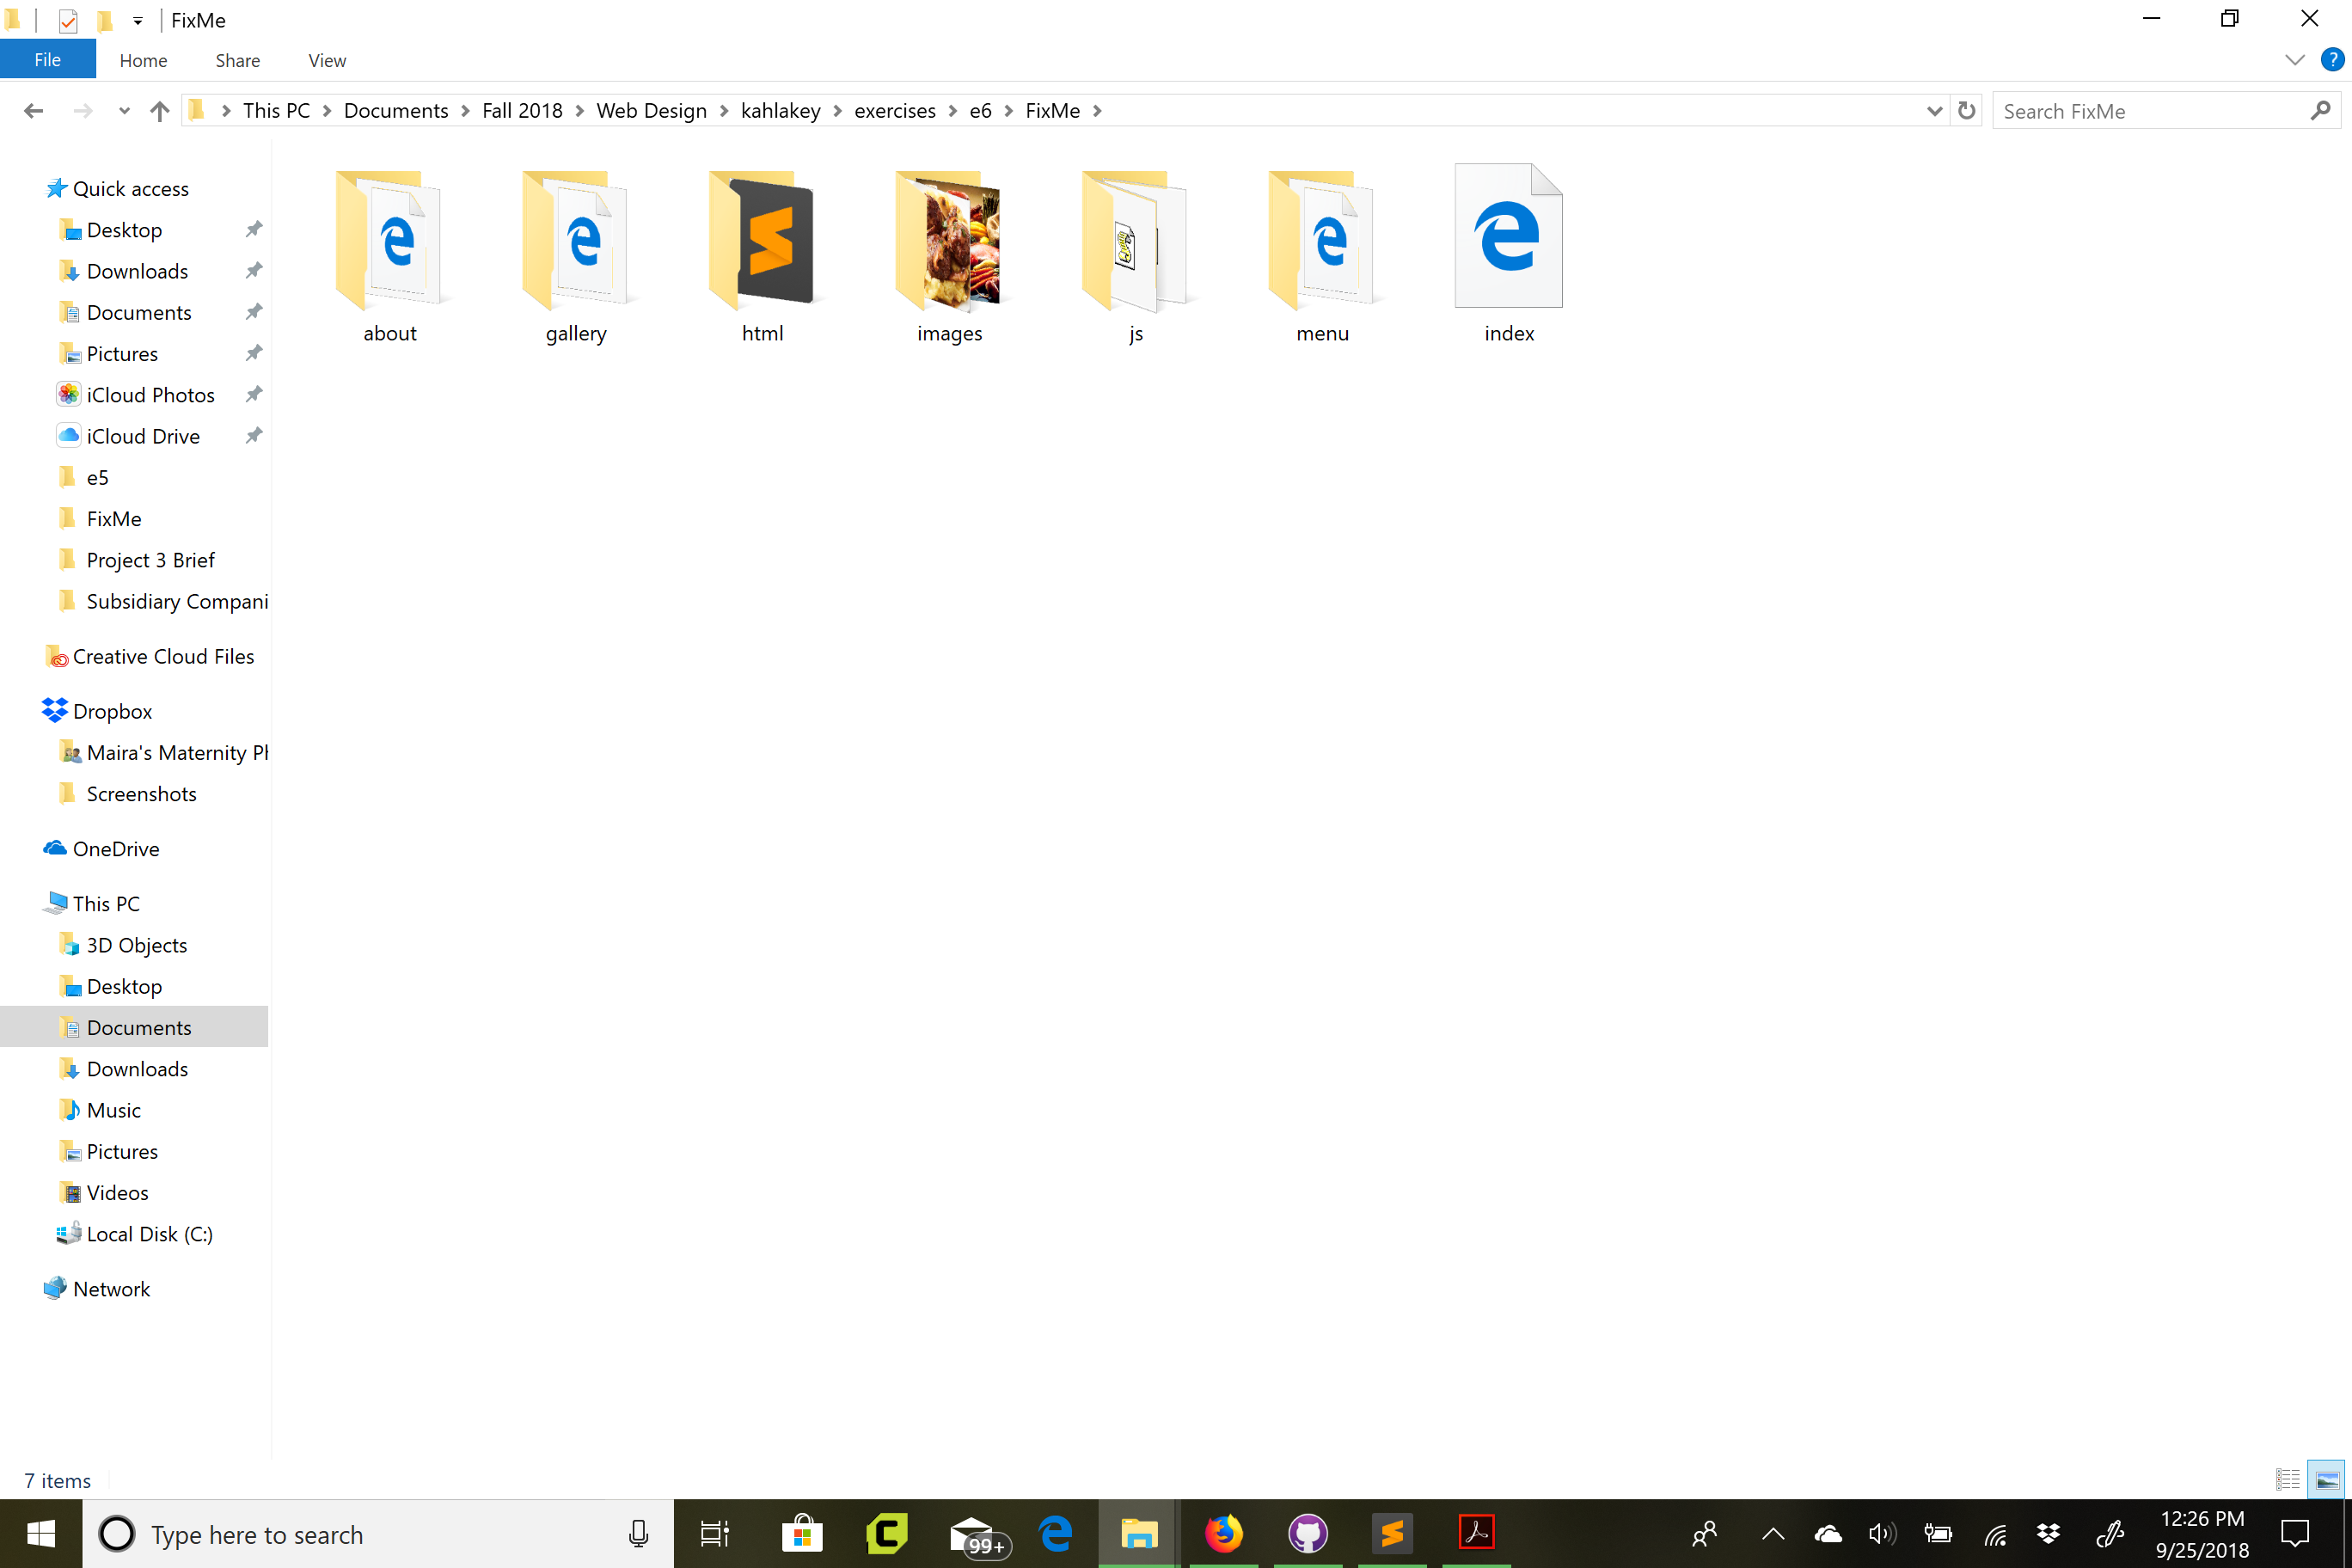 FixMe
File Home Share View
This PC Documents Fall 2018 Web Design kahlakey exercises e6 FixMe
Search FixMe
Quick access
Desktop
Downloads
Documents
Pictures
iCloud Photos
iCloud Drive
e5
FixMe
Project 3 Brief
Subsidiary Compani
Creative Cloud Files
Dropbox
Maira's Maternity Ph
Screenshots
OneDrive
This PC
3D Objects
Desktop
Documents
Downloads
Music
Pictures
Videos
Local Disk (C:)
Network
about gallery html images js menu index
7 items
Type here to search
99+
12:26 PM
9/25/2018